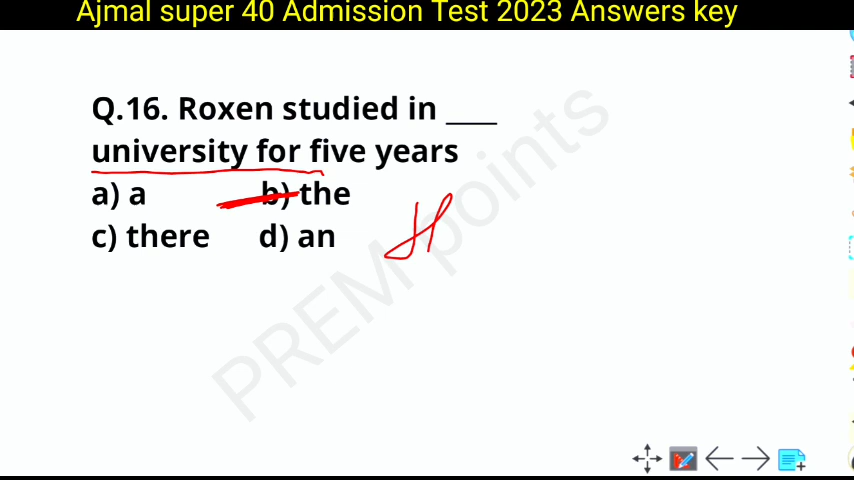 Ajmal super 40 Admission Test 2023 Answers key
Q.16. Roxen studied in ____
university for five years
a) a b) the
c) there d) an
PREM points